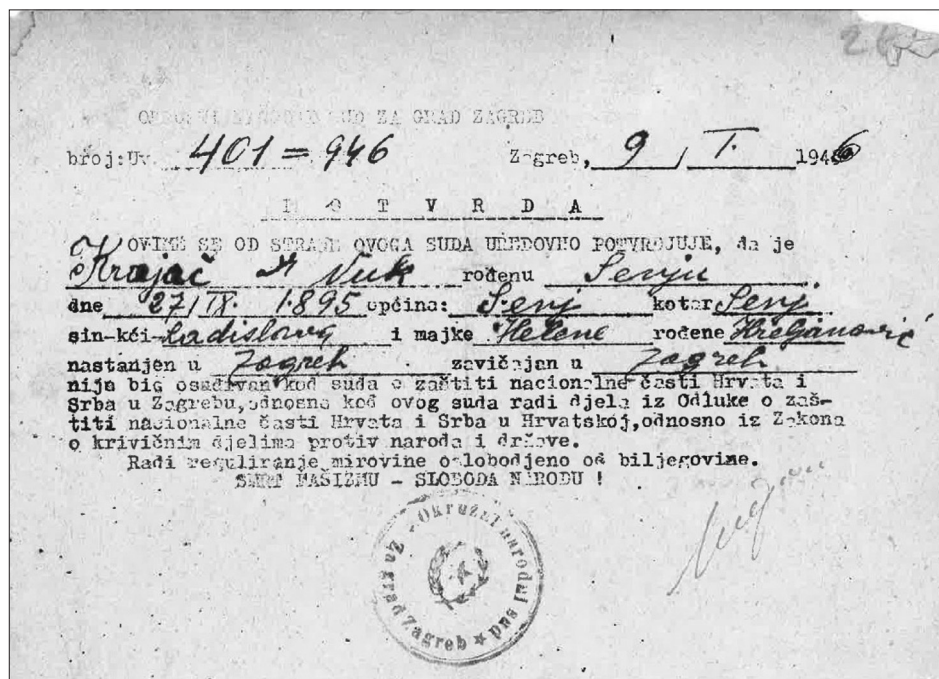 262
OKRUŽNI NARODNI SUD ZA GRAD ZAGREB
broj:Uv. 401 = 946 Zagreb, 9 / I. 1946
P O T V R D A
OVIME SE OD STRANE OVOGA SUDA UREDOVNO POTVRDJUJE, da je
Krajač Dr Vuk rođenu Senju
dne 27/IX. 1895 općina: Senj kotar Senj
sin-kći Ladislava i majke Helene rođene Hreljanović
nastanjen u Zagreb zavičajan u Zagreb
nije bio osudjivan kod suda o zaštiti nacionalne časti Hrvata i
Srba u Zagrebu,odnosno kod ovog suda radi djela iz Odluke o zaš-
titi nacionalne časti Hrvata i Srba u Hrvatskoj,odnosno iz Zakona
o krivičnim djelima protiv naroda i države.
Radi reguliranje mirovine oslobodjeno od biljegovine.
SMRT FAŠIZMU - SLOBODA NARODU !
Okružni narodni sud
Za grad Zagreb